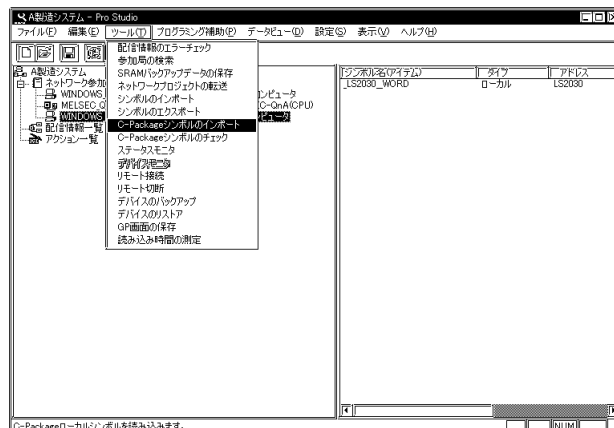 A製造システム - Pro Studio
ファイル(F) 編集(E) ツール(T) プログラミング補助(P) データビュー(D) 設定(S) 表示(V) ヘルプ(H)
配信情報のエラーチェック
参加局の検索
SRAMバックアップデータの保存
ネットワークプロジェクトの転送
シンボルのインポート
シンボルのエクスポート
C-Packageシンボルのインポート
C-Packageシンボルのチェック
ステータスモニタ
デバイスモニタ
リモート接続
リモート切断
デバイスのバックアップ
デバイスのリストア
GP画面の保存
読み込み時間の測定
A製造システム
ネットワーク参加
WINDOWS
ンピュータ
MELSEC_Q
C-QnA(CPU)
WINDOWS
ピュータ
配信情報一覧
アクション一覧
シンボル名(アイテム) タイプ アドレス
_LS2030_WORD ローカル LS2030
C-Packageローカルシンボルを読み込みます。
NUM